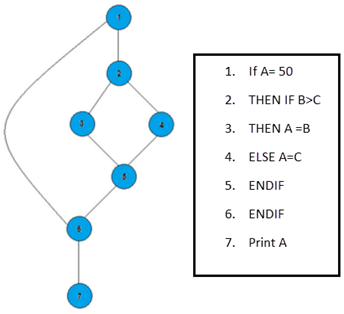 1
2
3
4
5
6
7
1. If A= 50
2. THEN IF B>C
3. THEN A =B
4. ELSE A=C
5. ENDIF
6. ENDIF
7. Print A